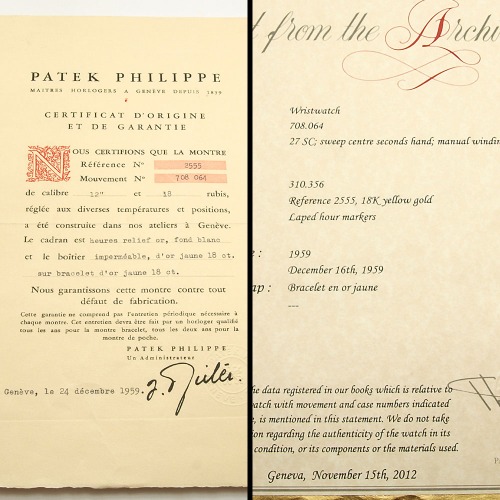 PATEK PHILIPPE
MAITRES HORLOGERS A GENÈVE DEPUIS 1839
CERTIFICAT D'ORIGINE
ET DE GARANTIE
NOUS CERTIFIONS QUE LA MONTRE
Référence No 2555
Mouvement No 708 064
de calibre 12''' et 18 rubis,
réglée aux diverses températures et positions,
a été construite dans nos ateliers à Genève.
Le cadran est heures relief or, fond blanc
et le boîtier imperméable, d'or jaune 18 ct.
sur bracelet d'or jaune 18 ct.
Nous garantissons cette montre contre tout
défaut de fabrication.
Cette garantie ne comprend pas l'entretien périodique nécessaire à
chaque montre. Cet entretien devra être fait par un horloger qualifié
tous les ans pour la montre bracelet, tous les deux ans pour la
montre de poche.
PATEK PHILIPPE
Un Administrateur
Genève, le 24 décembre 1959.
t from the Archi
Wristwatch
708.064
27 SC; sweep centre seconds hand; manual windin
310.356
Reference 2555, 18K yellow gold
Laped hour markers
: 1959
December 16th, 1959
ap : Bracelet en or jaune
---
he data registered in our books which is relative to
watch with movement and case numbers indicated
, is mentioned in this statement. We do not take
ion regarding the authenticity of the watch in its
condition, or its components or the materials used.
Geneva, November 15th, 2012